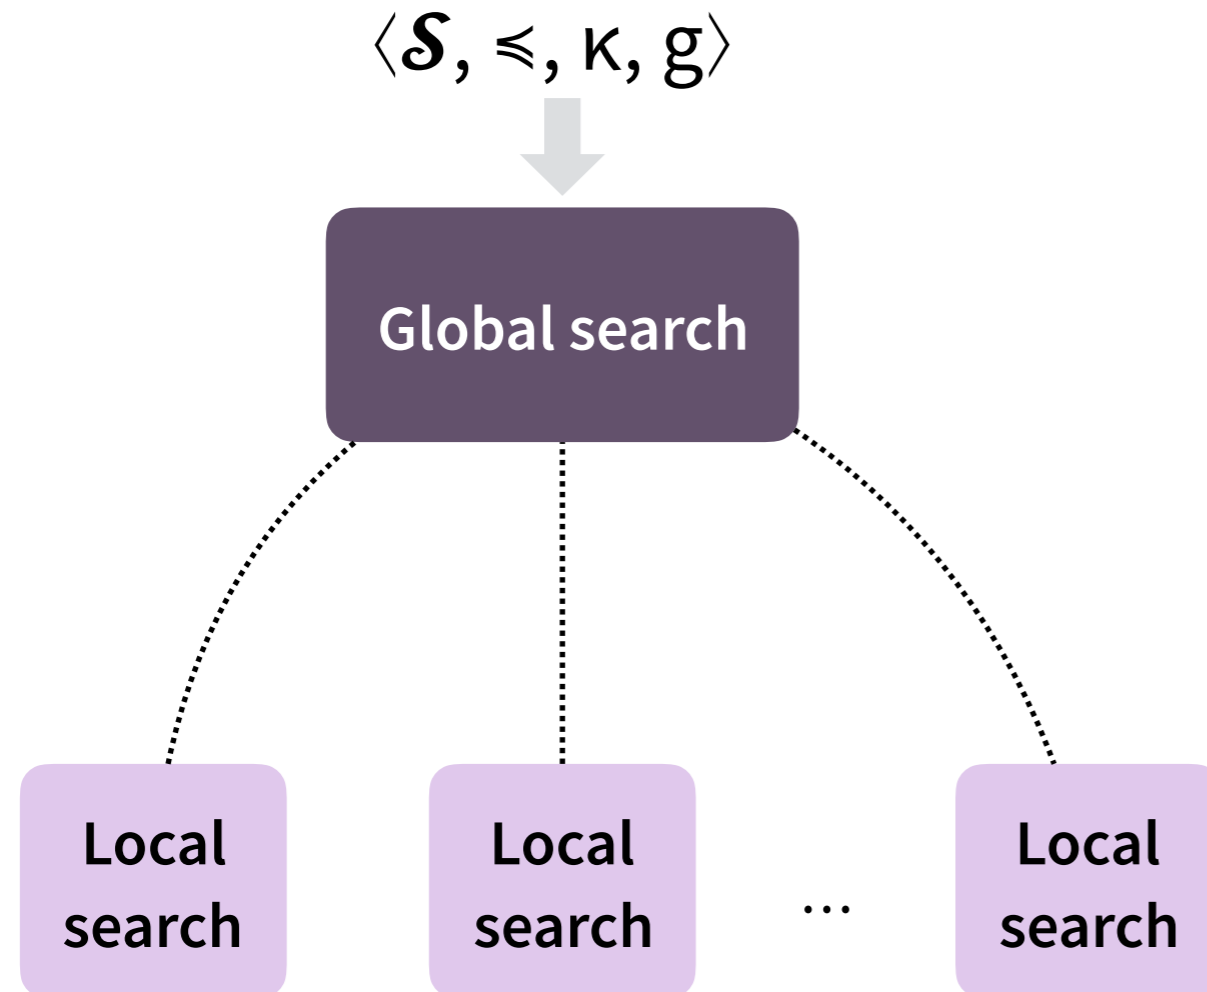 ⟨𝓢, ≼, κ, g⟩
Global search
Local
search
Local
search
...
Local
search